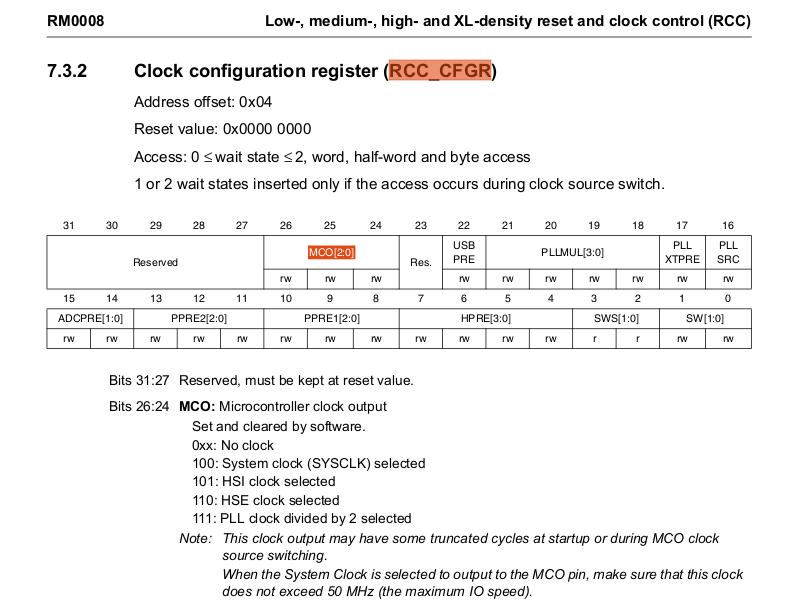 RM0008 Low-, medium-, high- and XL-density reset and clock control (RCC)
7.3.2 Clock configuration register (RCC_CFGR)
Address offset: 0x04
Reset value: 0x0000 0000
Access: 0 ≤ wait state ≤ 2, word, half-word and byte access
1 or 2 wait states inserted only if the access occurs during clock source switch.
31 30 29 28 27 26 25 24 23 22 21 20 19 18 17 16
Reserved MCO[2:0] Res. USB PRE PLLMUL[3:0] PLL XTPRE PLL SRC
rw rw rw rw rw rw rw rw rw rw
15 14 13 12 11 10 9 8 7 6 5 4 3 2 1 0
ADCPRE[1:0] PPRE2[2:0] PPRE1[2:0] HPRE[3:0] SWS[1:0] SW[1:0]
rw rw rw rw rw rw rw rw rw rw rw rw r r rw rw
Bits 31:27 Reserved, must be kept at reset value.
Bits 26:24 MCO: Microcontroller clock output
Set and cleared by software.
0xx: No clock
100: System clock (SYSCLK) selected
101: HSI clock selected
110: HSE clock selected
111: PLL clock divided by 2 selected
Note: This clock output may have some truncated cycles at startup or during MCO clock
source switching.
When the System Clock is selected to output to the MCO pin, make sure that this clock
does not exceed 50 MHz (the maximum IO speed).